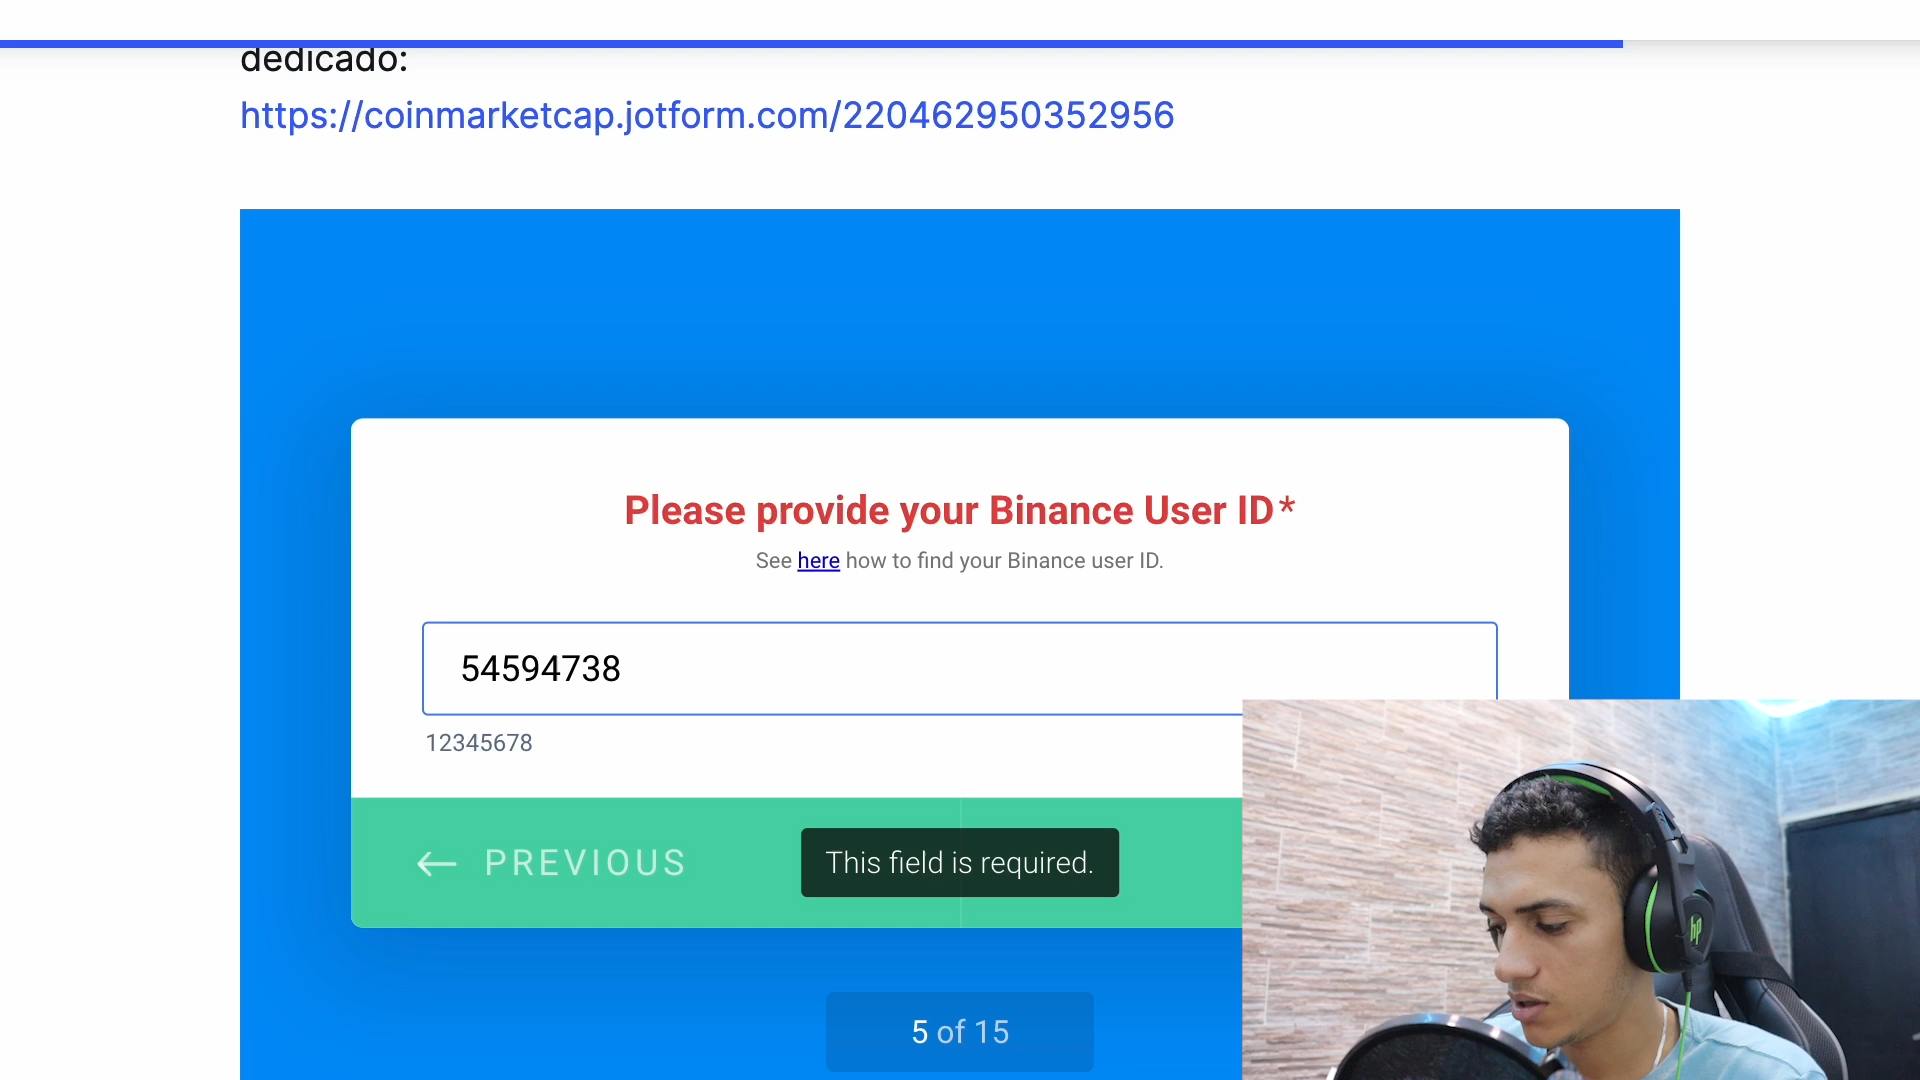 dedicado:
https://coinmarketcap.jotform.com/220462950352956
Please provide your Binance User ID*
See here how to find your Binance user ID.
54594738
12345678
← PREVIOUS
This field is required.
5 of 15
hp